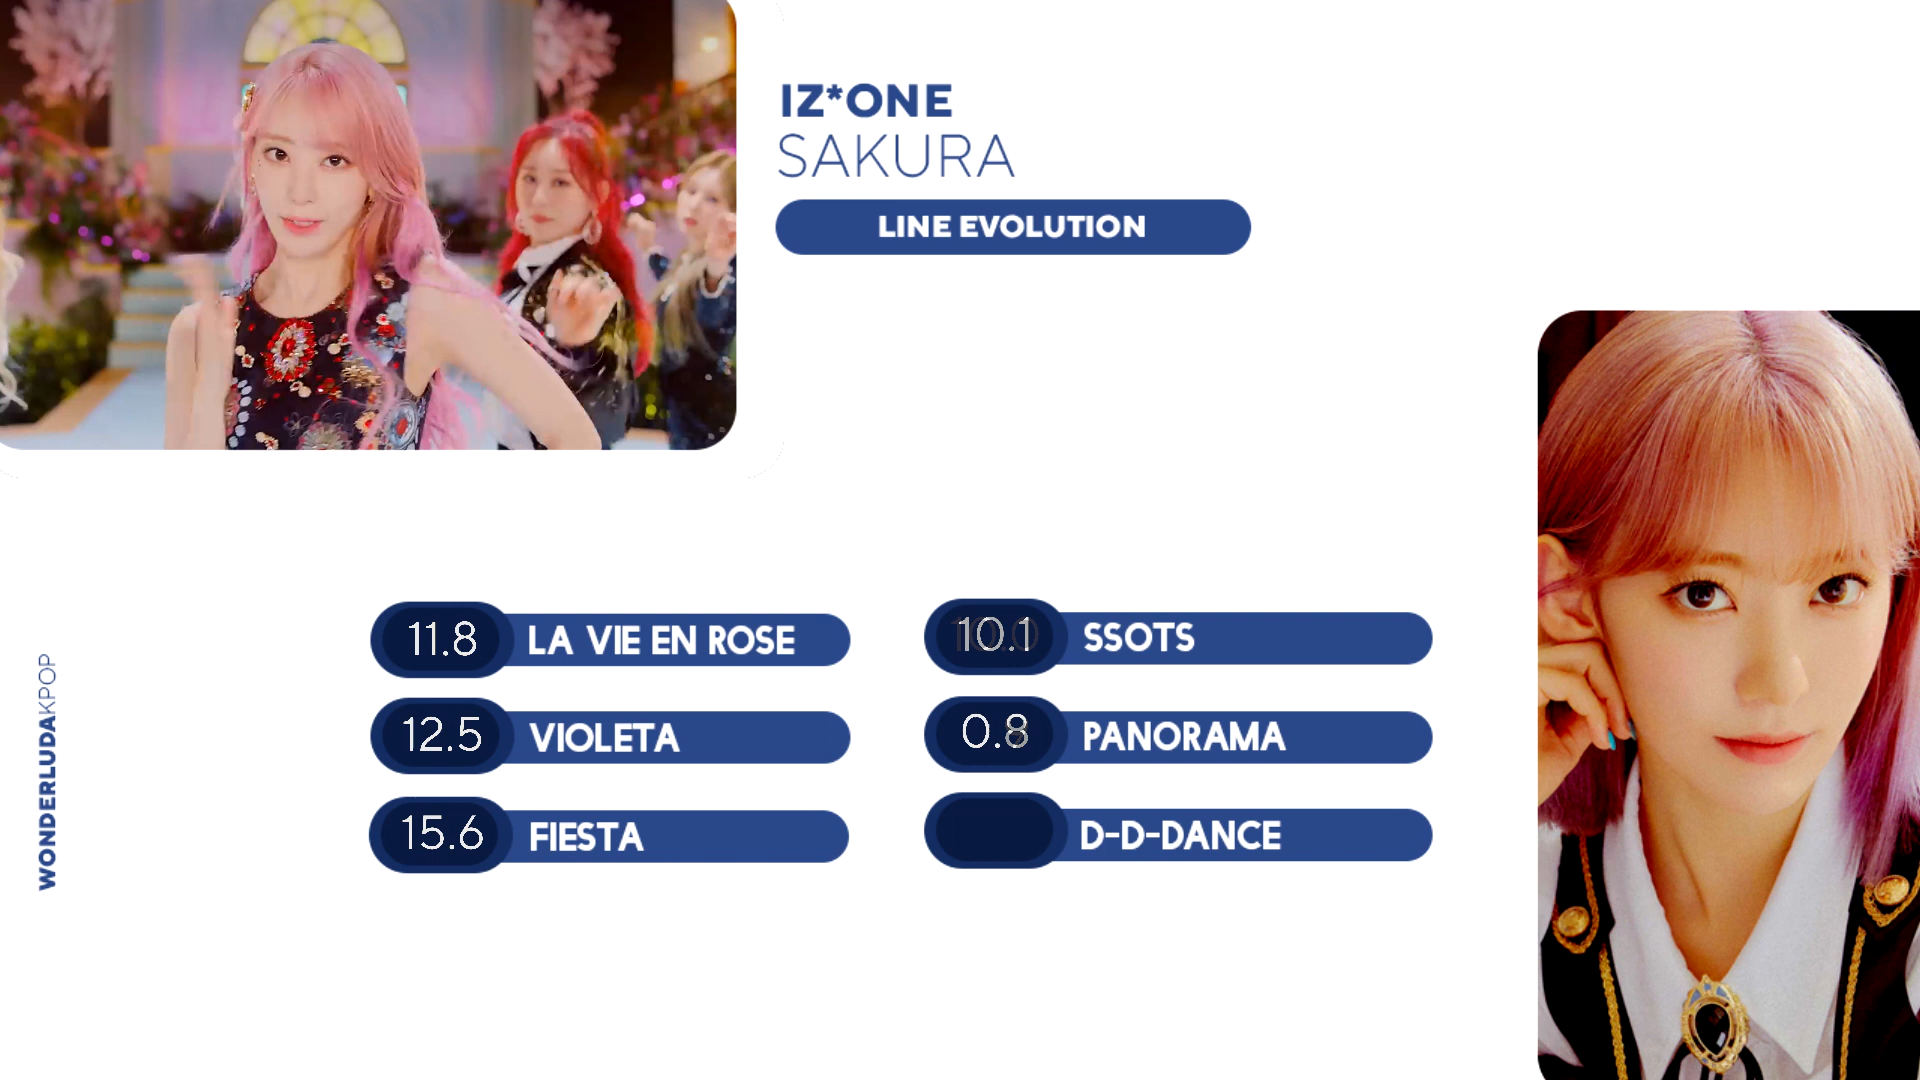 IZ*ONE
SAKURA
LINE EVOLUTION
11.8 LA VIE EN ROSE
12.5 VIOLETA
15.6 FIESTA
10.1 SSOTS
0.8 PANORAMA
D-D-DANCE
WONDERLUDAKPOP